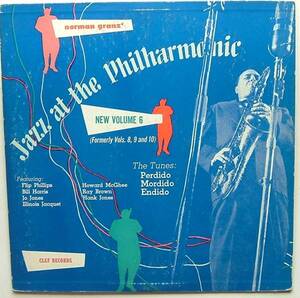 norman granz'
Jazz at the Philharmonic
NEW VOLUME 6
(Formerly Vols. 8, 9 and 10)
The Tunes:
Perdido
Mordido
Endido
Featuring:
Flip Phillips
Bill Harris
Jo Jones
Illinois Jacquet
Howard McGhee
Ray Brown
Hank Jones
CLEF RECORDS